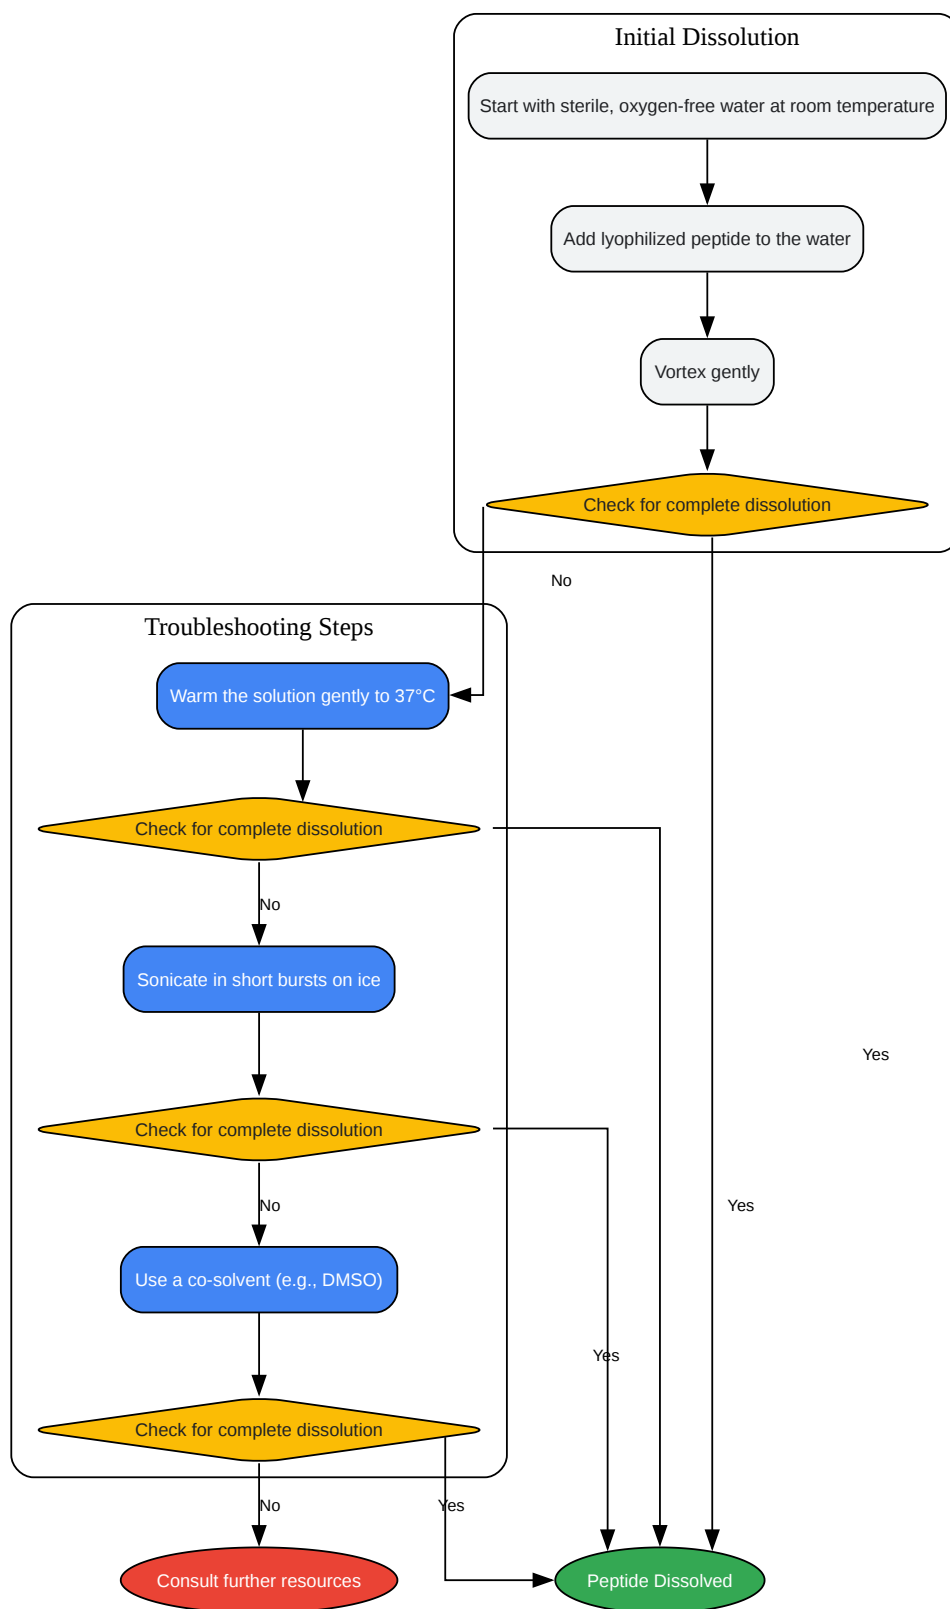 Initial Dissolution
Start with sterile, oxygen-free water at room temperature
Add lyophilized peptide to the water
Vortex gently
Check for complete dissolution
No
Troubleshooting Steps
Warm the solution gently to 37°C
Check for complete dissolution
No
Sonicate in short bursts on ice
Yes
Check for complete dissolution
No
Yes
Use a co-solvent (e.g., DMSO)
Yes
Check for complete dissolution
No
Yes
Consult further resources
Peptide Dissolved